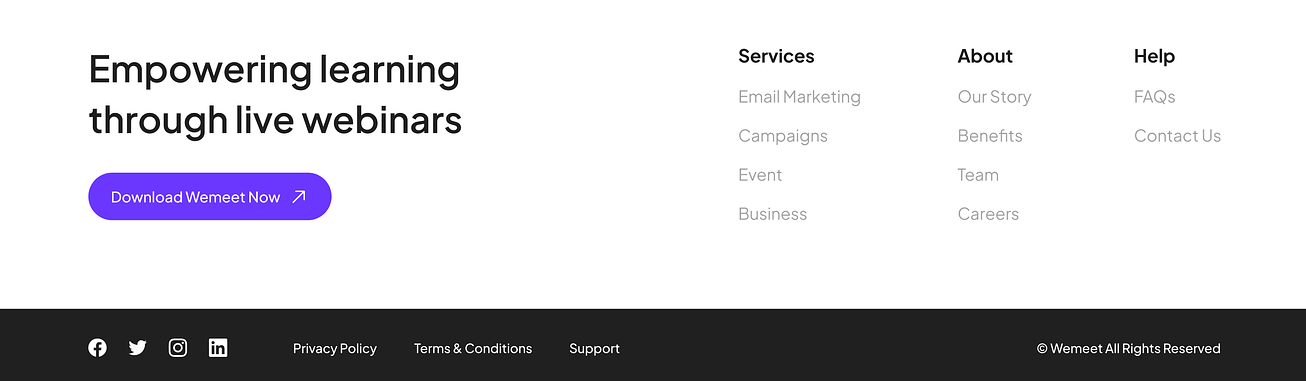 Empowering learning
through live webinars
Download Wemeet Now
Services
Email Marketing
Campaigns
Event
Business
About
Our Story
Benefits
Team
Careers
Help
FAQs
Contact Us
Privacy Policy
Terms & Conditions
Support
© Wemeet All Rights Reserved